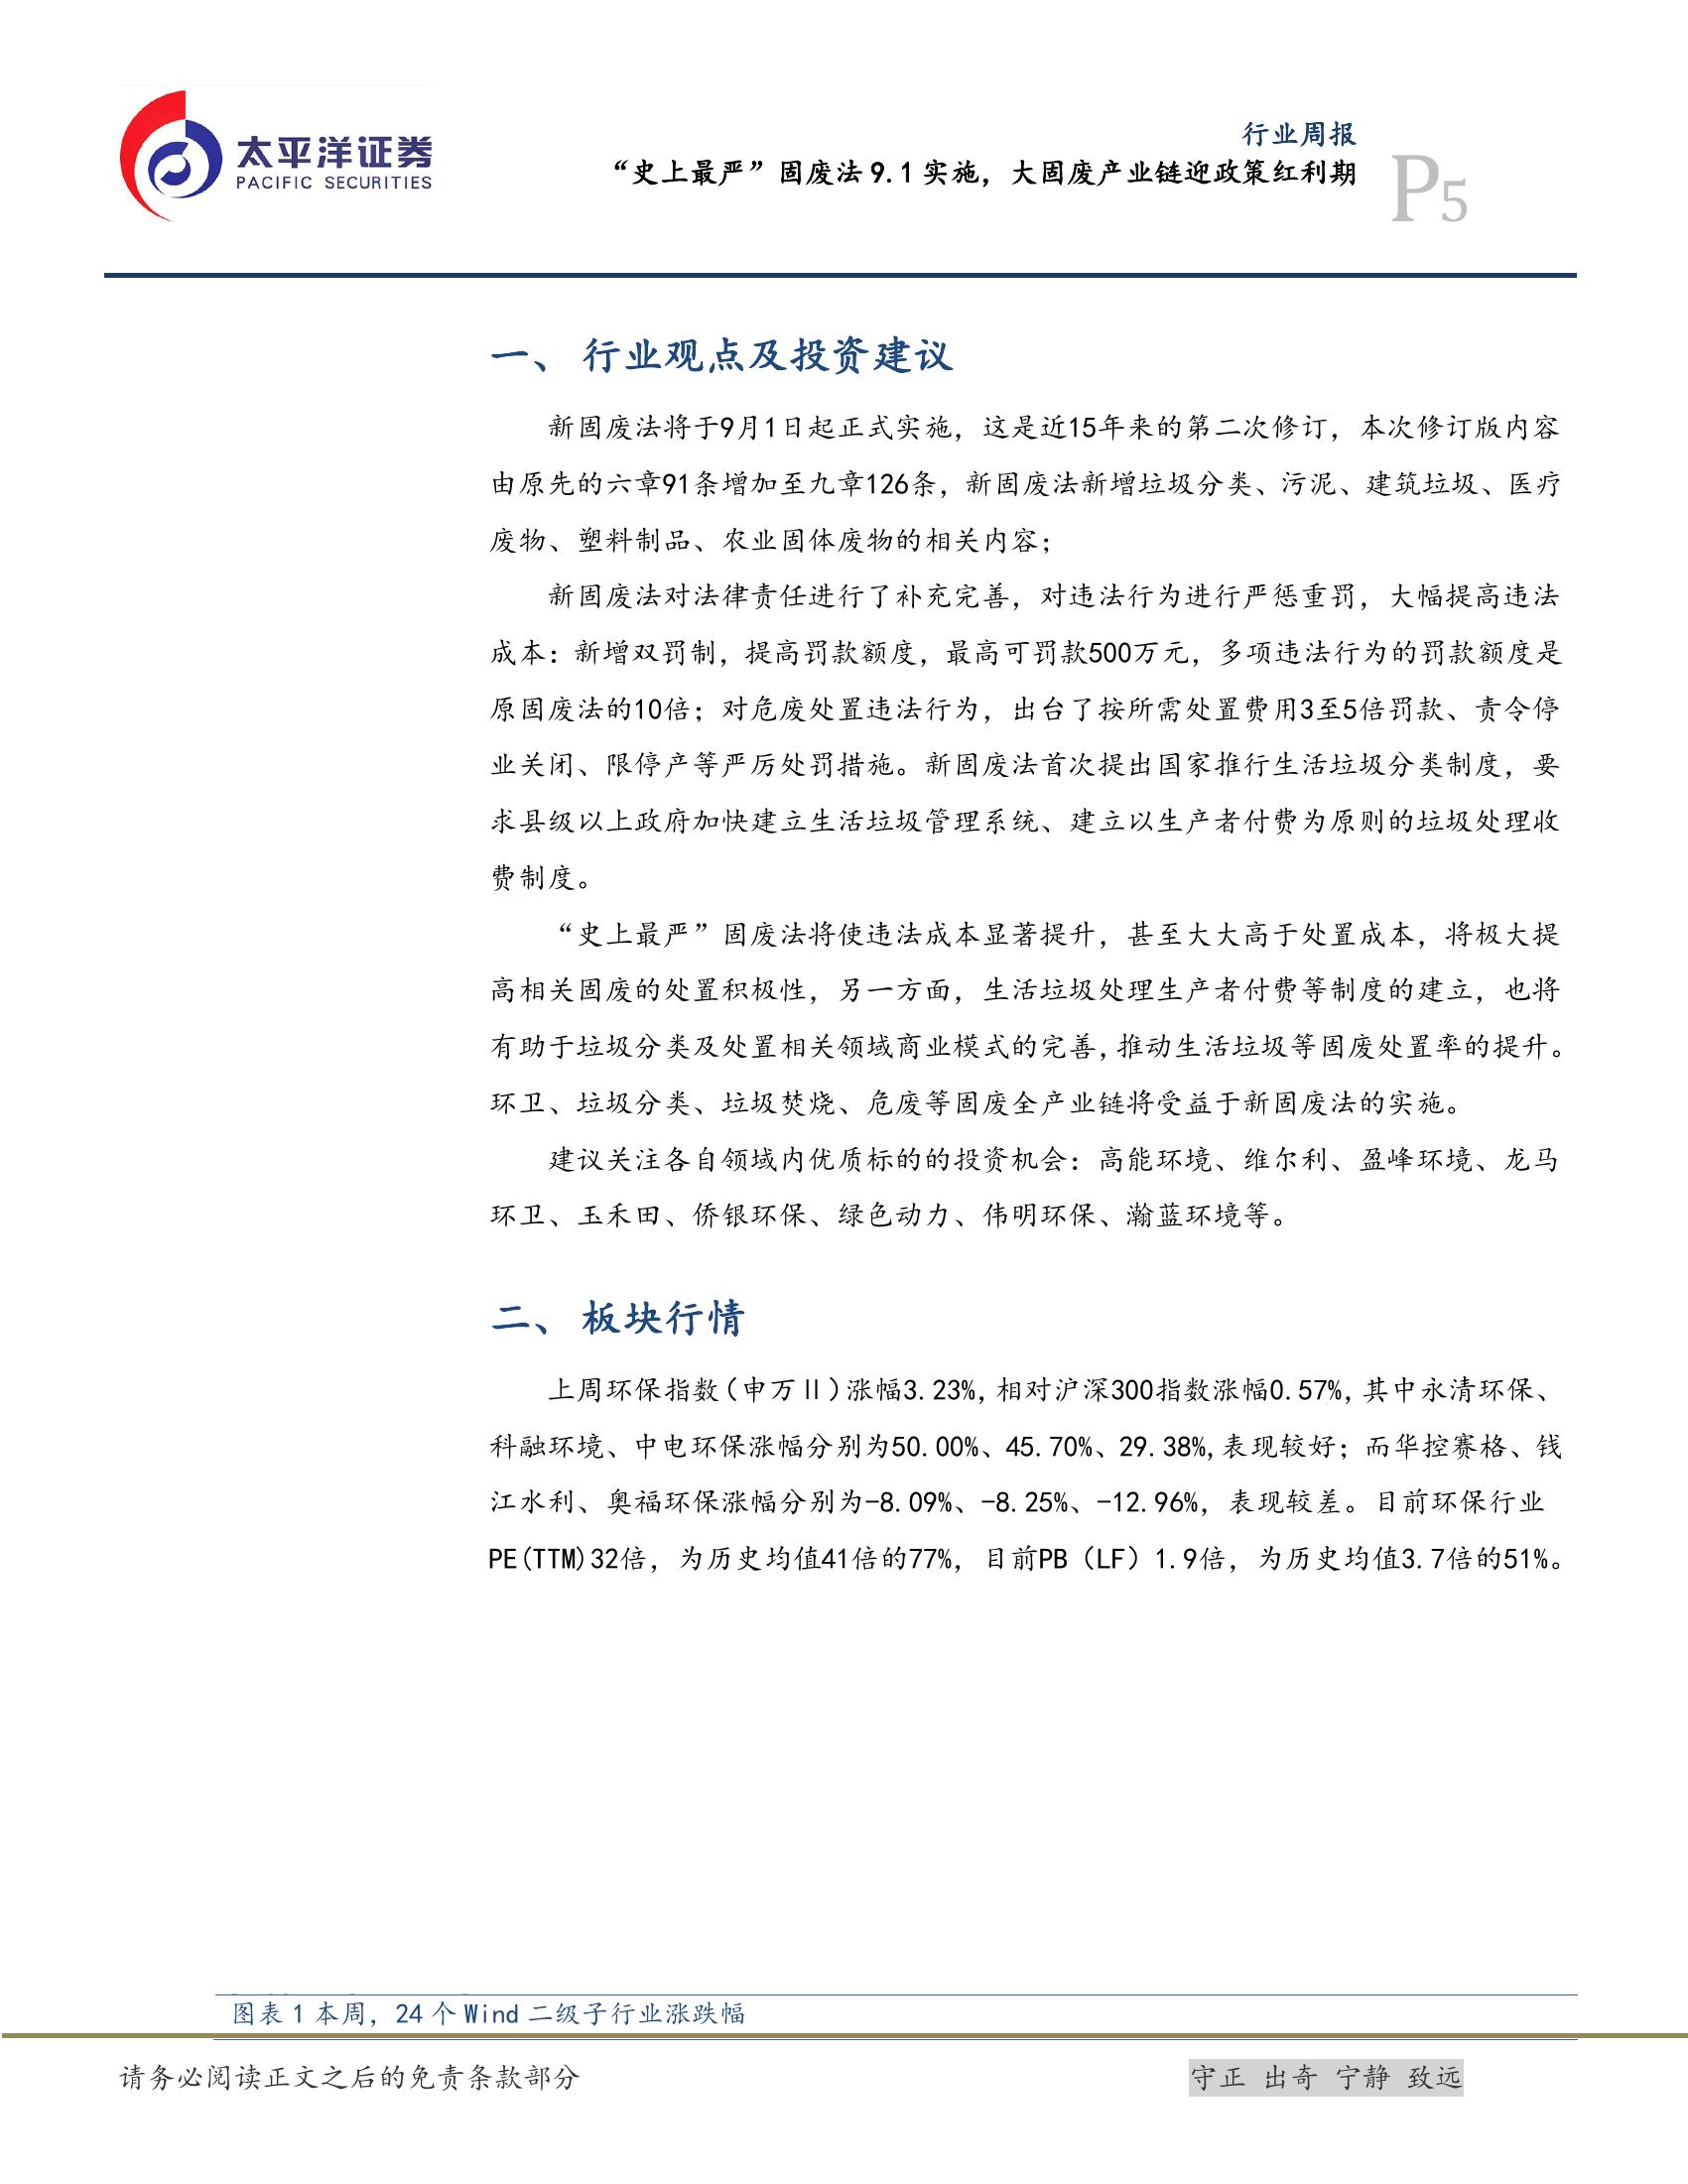 太平洋证券
PACIFIC SECURITIES
行业周报
“史上最严”固废法 9.1 实施，大固废产业链迎政策红利期
P5
一、 行业观点及投资建议
新固废法将于9月1日起正式实施，这是近15年来的第二次修订，本次修订版内容
由原先的六章91条增加至九章126条，新固废法新增垃圾分类、污泥、建筑垃圾、医疗
废物、塑料制品、农业固体废物的相关内容；
新固废法对法律责任进行了补充完善，对违法行为进行严惩重罚，大幅提高违法
成本：新增双罚制，提高罚款额度，最高可罚款500万元，多项违法行为的罚款额度是
原固废法的10倍；对危废处置违法行为，出台了按所需处置费用3至5倍罚款、责令停
业关闭、限停产等严厉处罚措施。新固废法首次提出国家推行生活垃圾分类制度，要
求县级以上政府加快建立生活垃圾管理系统、建立以生产者付费为原则的垃圾处理收
费制度。
“史上最严”固废法将使违法成本显著提升，甚至大大高于处置成本，将极大提
高相关固废的处置积极性，另一方面，生活垃圾处理生产者付费等制度的建立，也将
有助于垃圾分类及处置相关领域商业模式的完善，推动生活垃圾等固废处置率的提升。
环卫、垃圾分类、垃圾焚烧、危废等固废全产业链将受益于新固废法的实施。
建议关注各自领域内优质标的的投资机会：高能环境、维尔利、盈峰环境、龙马
环卫、玉禾田、侨银环保、绿色动力、伟明环保、瀚蓝环境等。
二、 板块行情
上周环保指数（申万Ⅱ）涨幅3.23%，相对沪深300指数涨幅0.57%，其中永清环保、
科融环境、中电环保涨幅分别为50.00%、45.70%、29.38%，表现较好；而华控赛格、钱
江水利、奥福环保涨幅分别为-8.09%、-8.25%、-12.96%，表现较差。目前环保行业
PE(TTM)32倍，为历史均值41倍的77%，目前PB（LF）1.9倍，为历史均值3.7倍的51%。
图表 1 本周，24 个 Wind 二级子行业涨跌幅
请务必阅读正文之后的免责条款部分
守正 出奇 宁静 致远